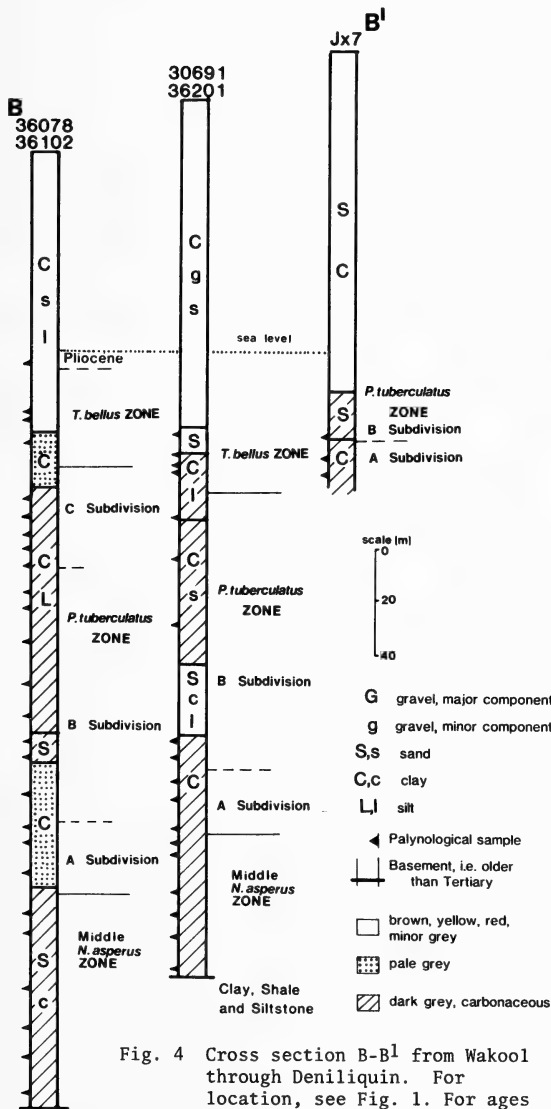 B
36078
36102
C
s
l
Pliocene
T. bellus ZONE
C
C Subdivision
C
L
P. tuberculatus
ZONE
B Subdivision
S
C
A Subdivision
Middle
N. asperus
ZONE
S
c
30691
36201
C
g
s
sea level
S
C
l
T. bellus ZONE
C
s
P. tuberculatus
ZONE
S
c
l
B Subdivision
C
A Subdivision
Middle
N. asperus
ZONE
Clay, Shale
and Siltstone
B'
Jx7
S
C
S
C
P. tuberculatus
ZONE
B Subdivision
A Subdivision
scale (m)
0
20
40
G gravel, major component
g gravel, minor component
S,s sand
C,c clay
L,l silt
Palynological sample
Basement, i.e. older
than Tertiary
brown, yellow, red,
minor grey
pale grey
dark grey, carbonaceous
Fig. 4 Cross section B-B1 from Wakool
through Deniliquin. For
location, see Fig. 1. For ages